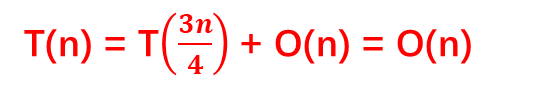 T(n) = T(3n/4) + O(n) = O(n)